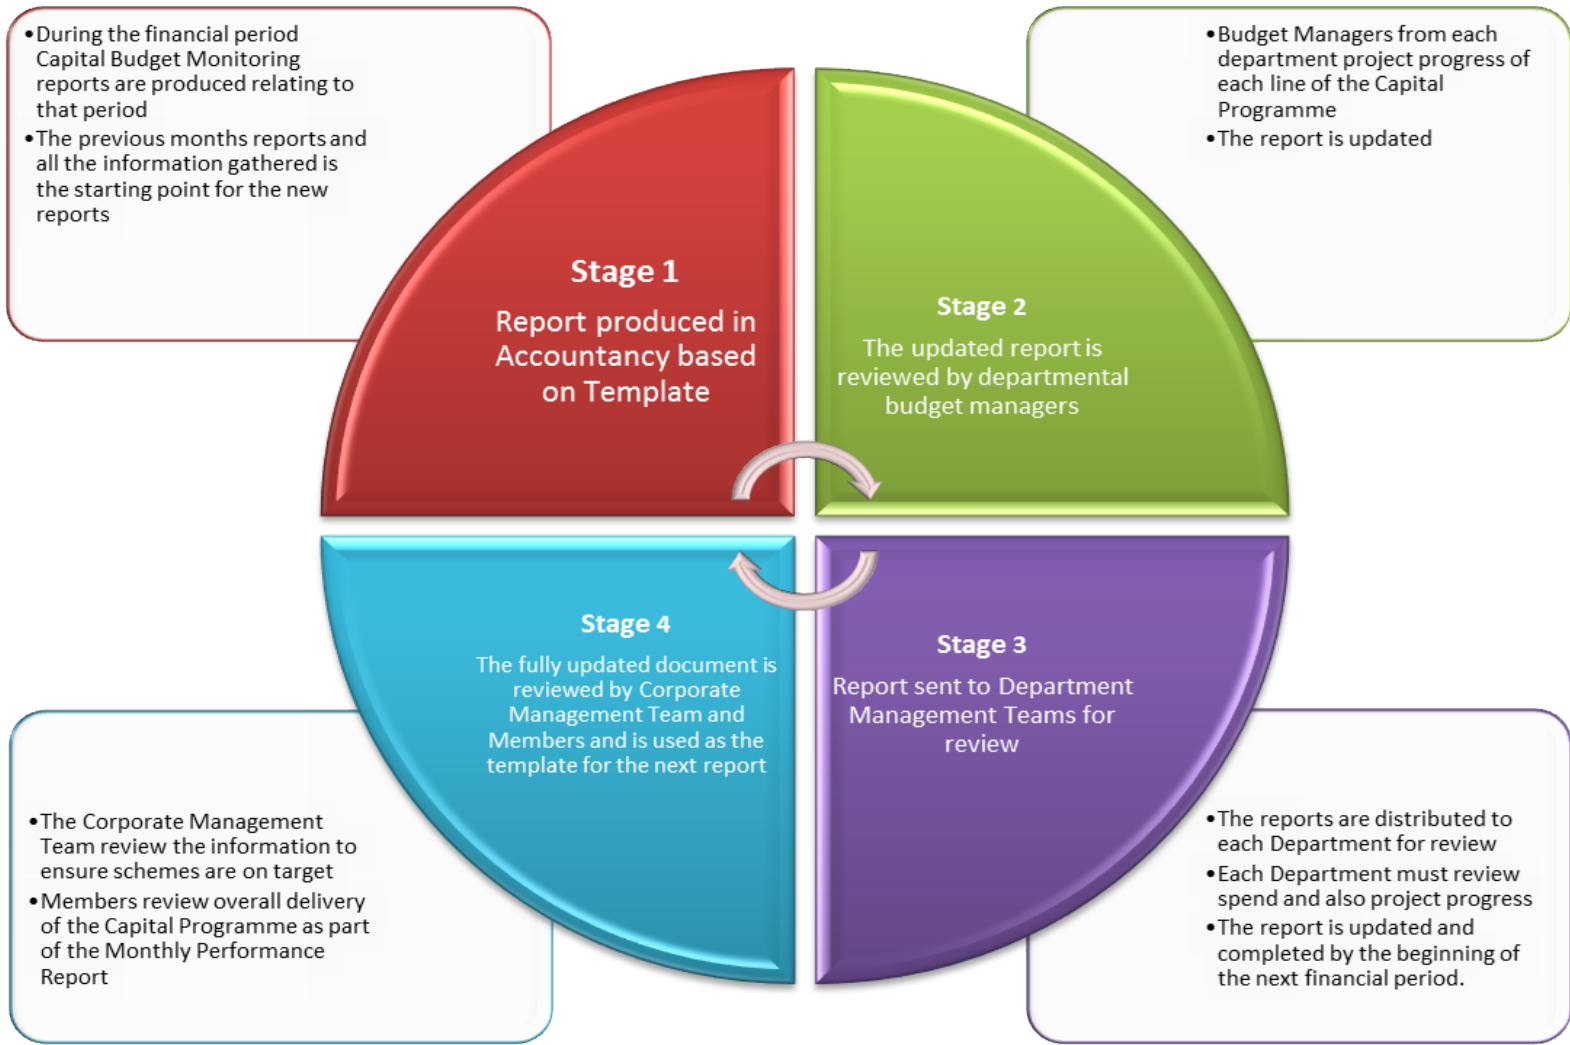 •During the financial period
Capital Budget Monitoring
reports are produced relating to
that period
•The previous months reports and
all the information gathered is
the starting point for the new
reports
•Budget Managers from each
department project progress of
each line of the Capital
Programme
•The report is updated
Stage 1
Report produced in
Accountancy based
on Template
Stage 2
The updated report is
reviewed by departmental
budget managers
Stage 4
The fully updated document is
reviewed by Corporate
Management Team and
Members and is used as the
template for the next report
Stage 3
Report sent to Department
Management Teams for
review
•The Corporate Management
Team review the information to
ensure schemes are on target
•Members review overall delivery
of the Capital Programme as part
of the Monthly Performance
Report
•The reports are distributed to
each Department for review
•Each Department must review
spend and also project progress
•The report is updated and
completed by the beginning of
the next financial period.